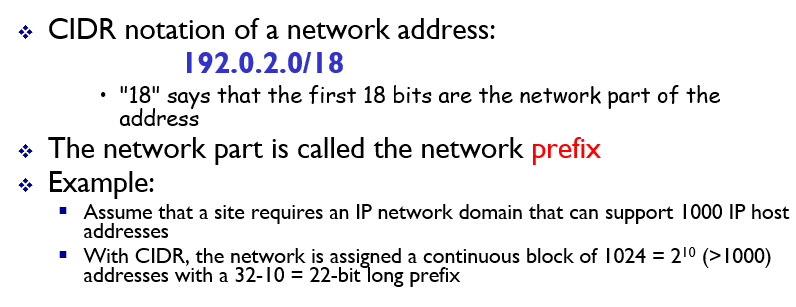 ❖ CIDR notation of a network address:
192.0.2.0/18
• "18" says that the first 18 bits are the network part of the
address
❖ The network part is called the network prefix
❖ Example:
▪ Assume that a site requires an IP network domain that can support 1000 IP host
addresses
▪ With CIDR, the network is assigned a continuous block of 1024 = 2¹⁰ (>1000)
addresses with a 32-10 = 22-bit long prefix